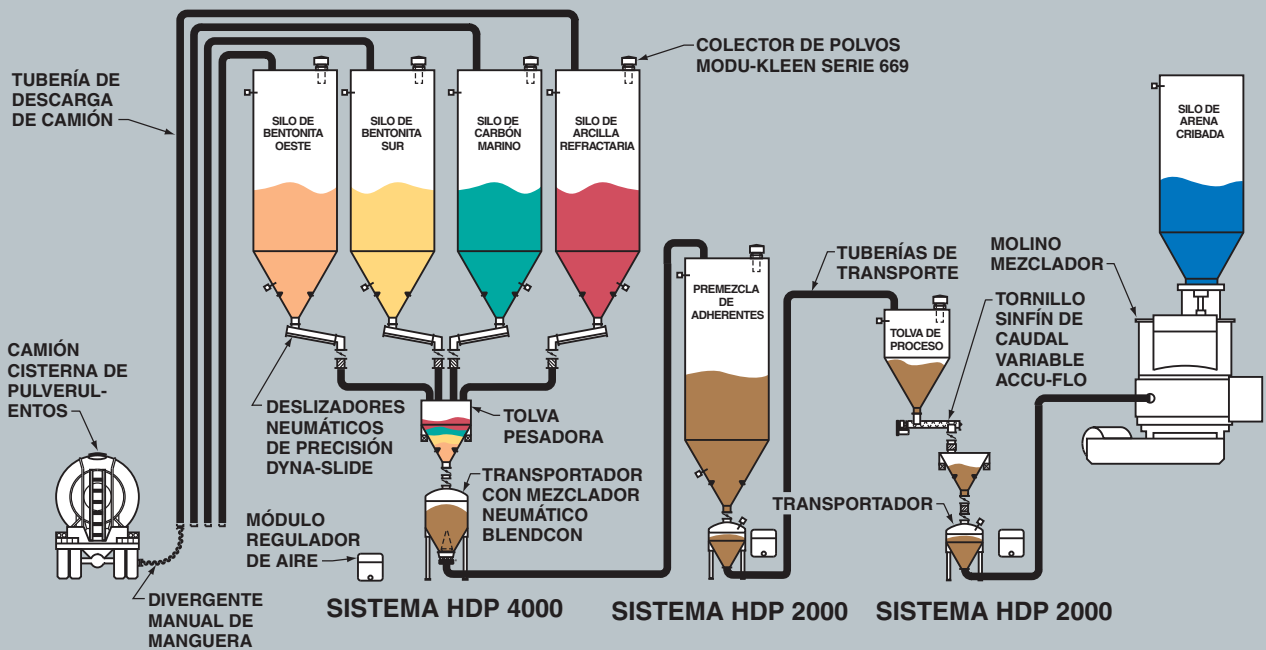 COLECTOR DE POLVOS
MODU-KLEEN SERIE 669
TUBERÍA DE
DESCARGA
DE CAMIÓN
SILO DE
BENTONITA
OESTE
SILO DE
BENTONITA
SUR
SILO DE
CARBÓN
MARINO
SILO DE
ARCILLA
REFRACTARIA
SILO DE
ARENA
CRIBADA
MOLINO
MEZCLADOR
TUBERÍAS DE
TRANSPORTE
PREMEZCLA
DE
ADHERENTES
TOLVA DE
PROCESO
TORNILLO
SINFÍN DE
CAUDAL
VARIABLE
ACCU-FLO
CAMIÓN
CISTERNA DE
PULVERUL-
ENTOS
DESLIZADORES
NEUMÁTICOS
DE PRECISIÓN
DYNA-SLIDE
TOLVA
PESADORA
TRANSPORTADOR
CON MEZCLADOR
NEUMÁTICO
BLENDCON
TRANSPORTADOR
MÓDULO
REGULADOR
DE AIRE
DIVERGENTE
MANUAL DE
MANGUERA
SISTEMA HDP 4000
SISTEMA HDP 2000
SISTEMA HDP 2000